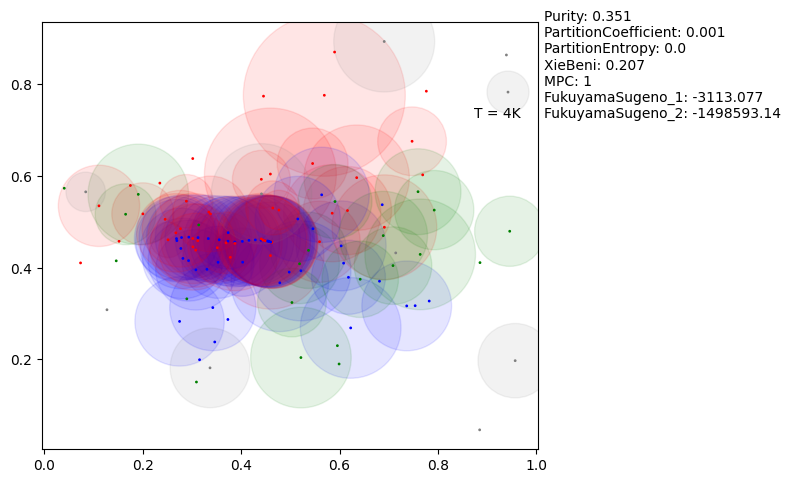 Purity: 0.351
PartitionCoefficient: 0.001
PartitionEntropy: 0.0
XieBeni: 0.207
MPC: 1
FukuyamaSugeno_1: -3113.077
FukuyamaSugeno_2: -1498593.14
T = 4K
0.8
0.6
0.4
0.2
0.0 0.2 0.4 0.6 0.8 1.0